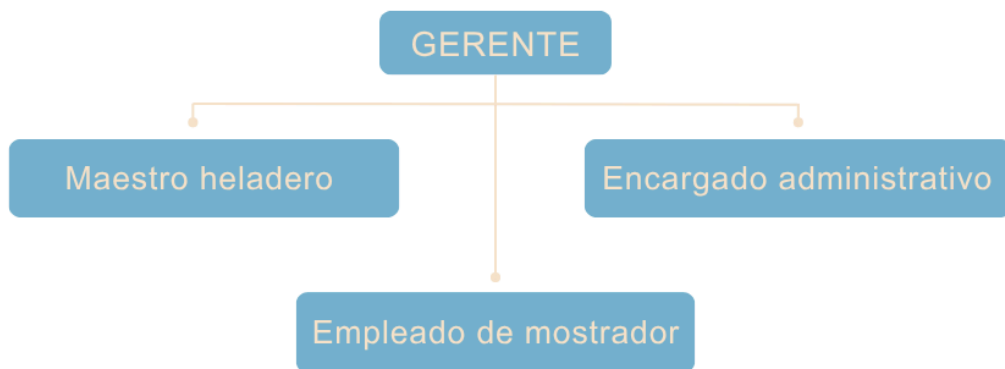 GERENTE
Maestro heladero
Encargado administrativo
Empleado de mostrador